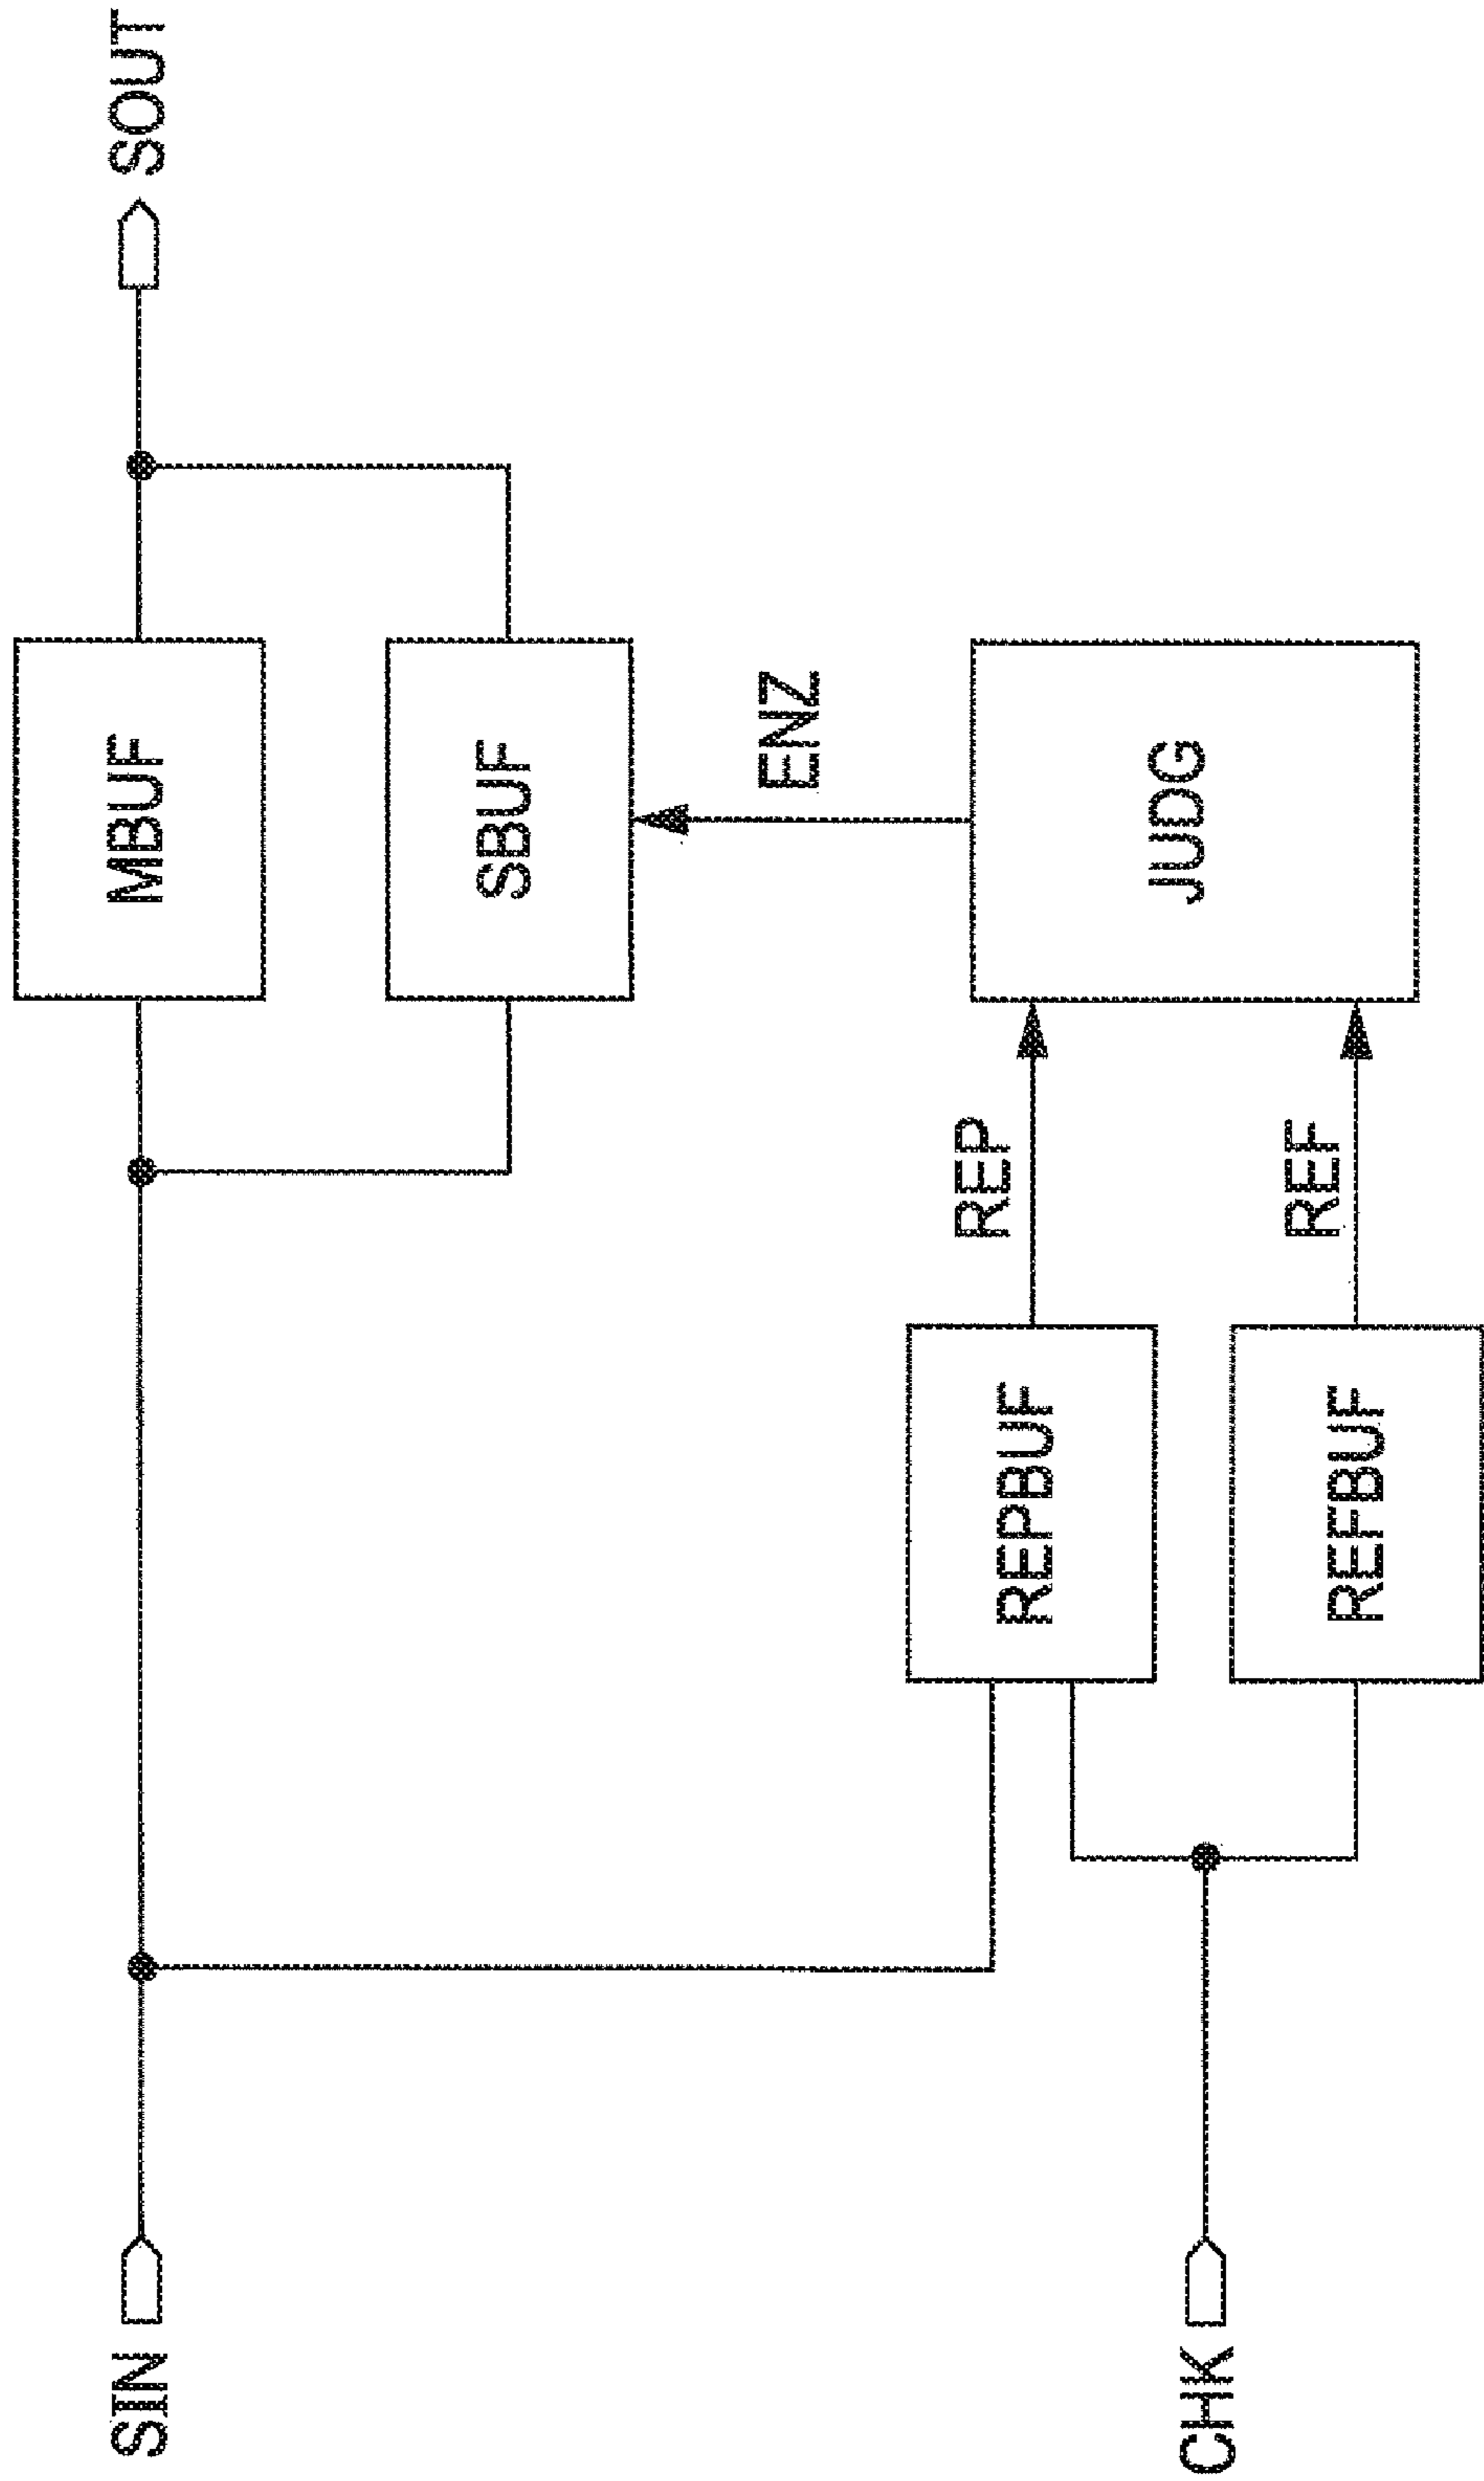 SIN
MBUF
SOUT
SBUF
ENZ
REPBUF
REP
JUDG
CHK
REFBUF
REF